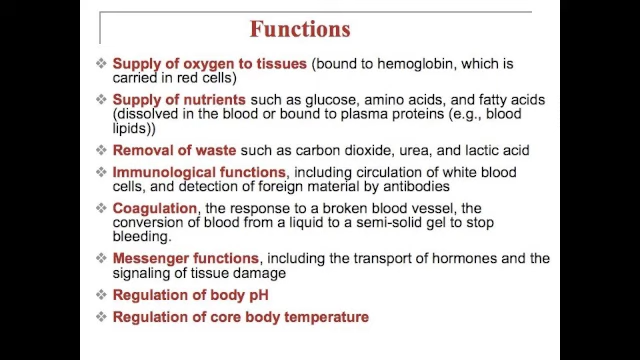 Functions
❖ Supply of oxygen to tissues (bound to hemoglobin, which is
carried in red cells)
❖ Supply of nutrients such as glucose, amino acids, and fatty acids
(dissolved in the blood or bound to plasma proteins (e.g., blood
lipids))
❖ Removal of waste such as carbon dioxide, urea, and lactic acid
❖ Immunological functions, including circulation of white blood
cells, and detection of foreign material by antibodies
❖ Coagulation, the response to a broken blood vessel, the
conversion of blood from a liquid to a semi-solid gel to stop
bleeding.
❖ Messenger functions, including the transport of hormones and the
signaling of tissue damage
❖ Regulation of body pH
❖ Regulation of core body temperature